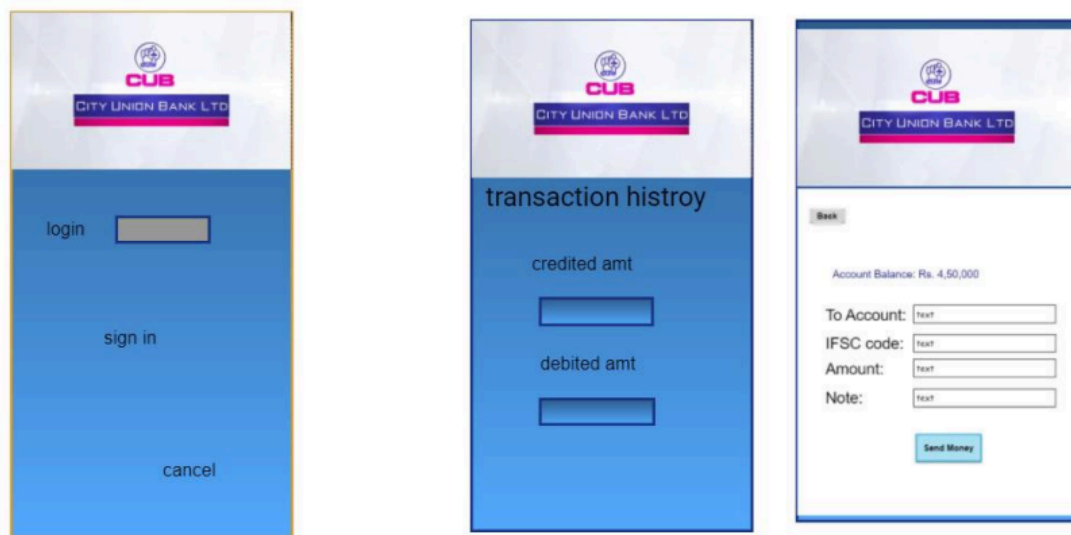 CUB
CITY UNION BANK LTD
login
sign in
cancel
CUB
CITY UNION BANK LTD
transaction histroy
credited amt
debited amt
CUB
CITY UNION BANK LTD
Back
Account Balance: Rs. 4,50,000
To Account: text
IFSC code: text
Amount: text
Note: text
Send Money